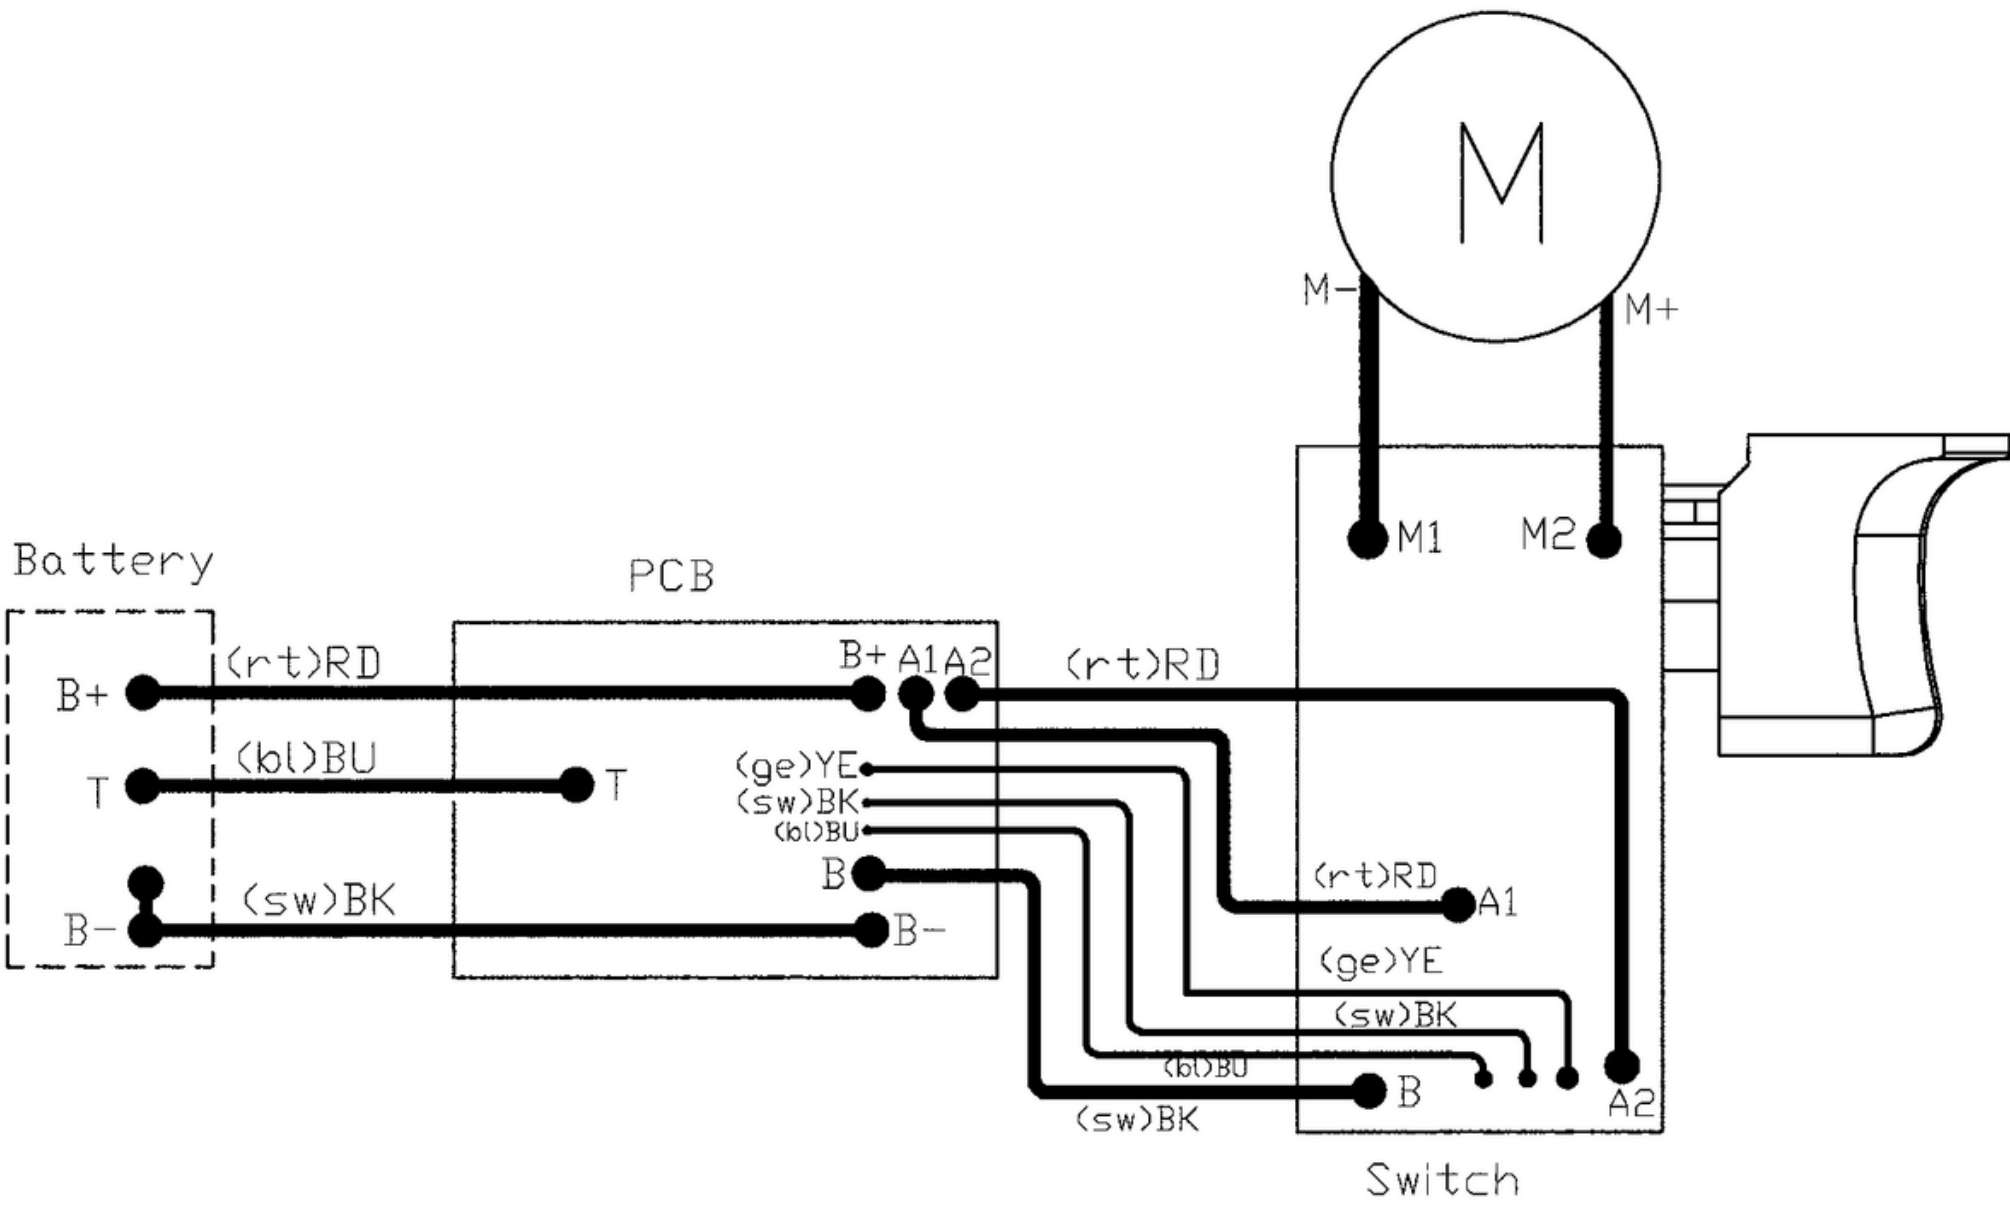 M
M-
M+
M1
M2
Battery
PCB
B+
(rt)RD
B+
A1
A2
(rt)RD
T
(bl)BU
T
(ge)YE
(sw)BK
(bl)BU
B
B-
(sw)BK
B-
(rt)RD
A1
(ge)YE
(sw)BK
(bl)BU
B
(sw)BK
A2
Switch